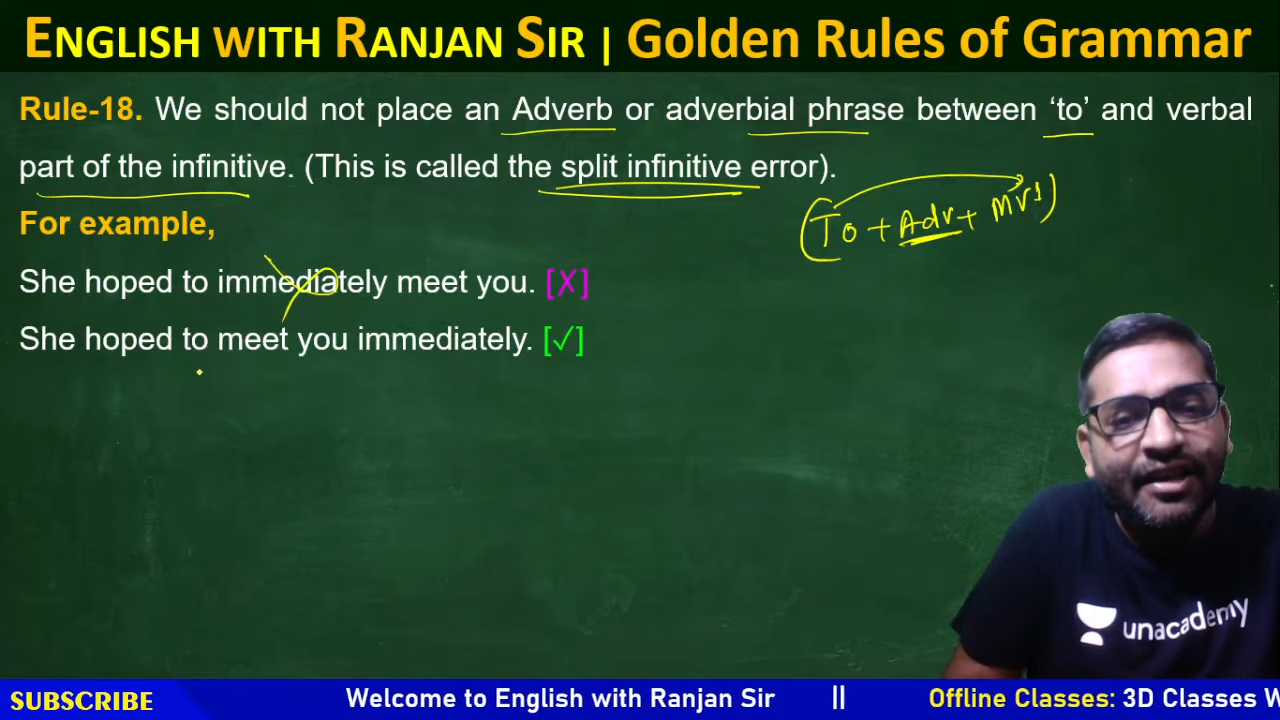 ENGLISH WITH RANJAN SIR | Golden Rules of Grammar
Rule-18. We should not place an Adverb or adverbial phrase between ‘to’ and verbal
part of the infinitive. (This is called the split infinitive error).
For example,
(To + Adv + MV1)
She hoped to immediately meet you. [X]
She hoped to meet you immediately. [✓]
unacademy
SUBSCRIBE Welcome to English with Ranjan Sir || Offline Classes: 3D Classes W